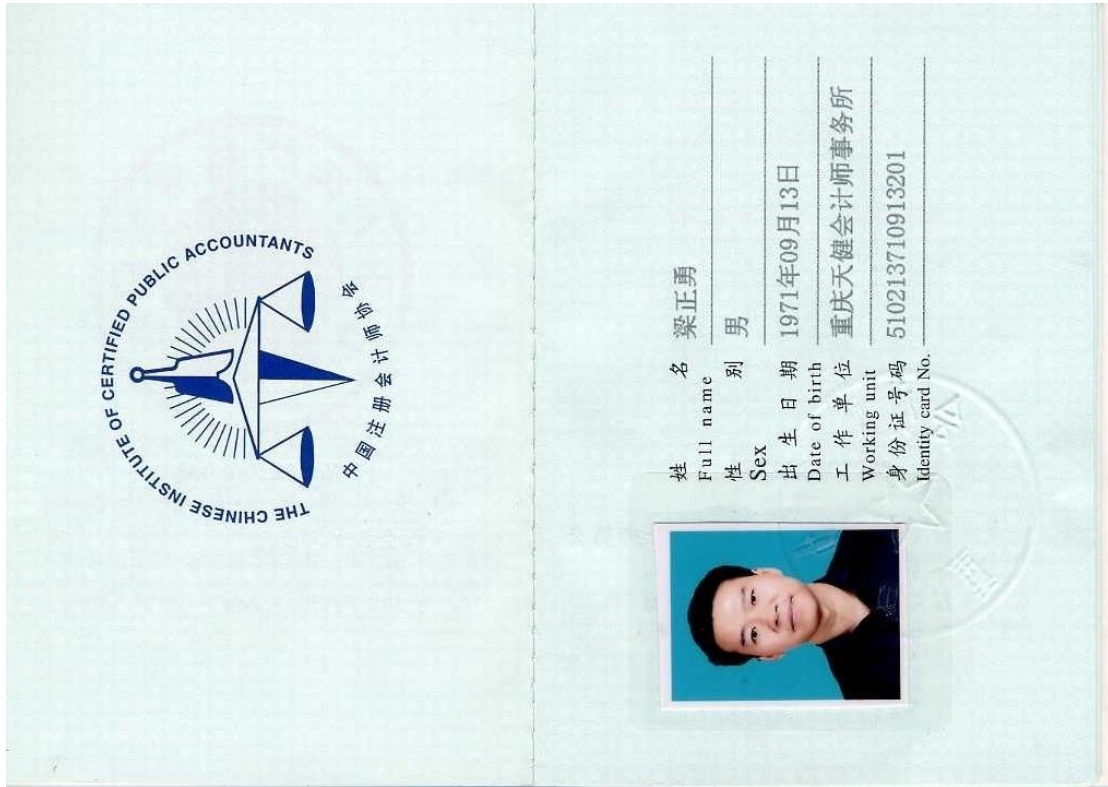 THE CHINESE INSTITUTE OF CERTIFIED PUBLIC ACCOUNTANTS
中国注册会计师协会
姓 名 梁正勇
Full name
性 别 男
Sex
出 生 日 期 1971年09月13日
Date of birth
工 作 单 位 重庆天健会计师事务所
Working unit
身 份 证 号 码 510213710913201
Identity card No.